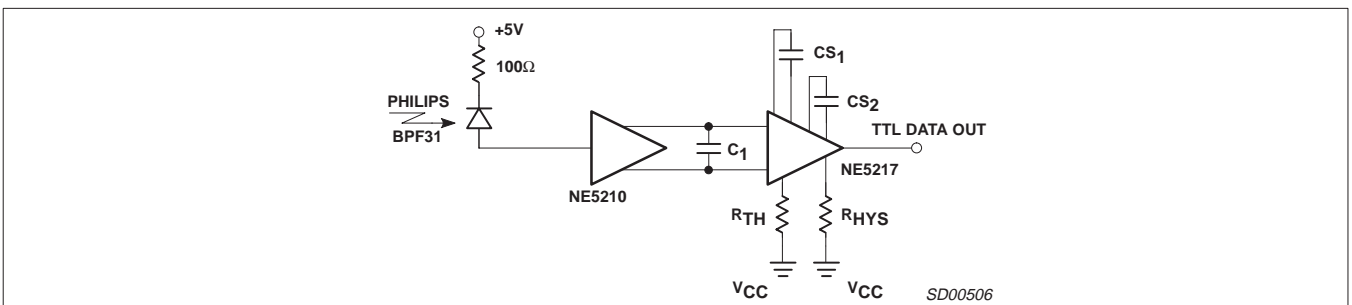 +5V
100Ω
PHILIPS
BPF31
CS1
CS2
TTL DATA OUT
C1
NE5210
NE5217
RTH
RHYS
VCC
VCC
SD00506